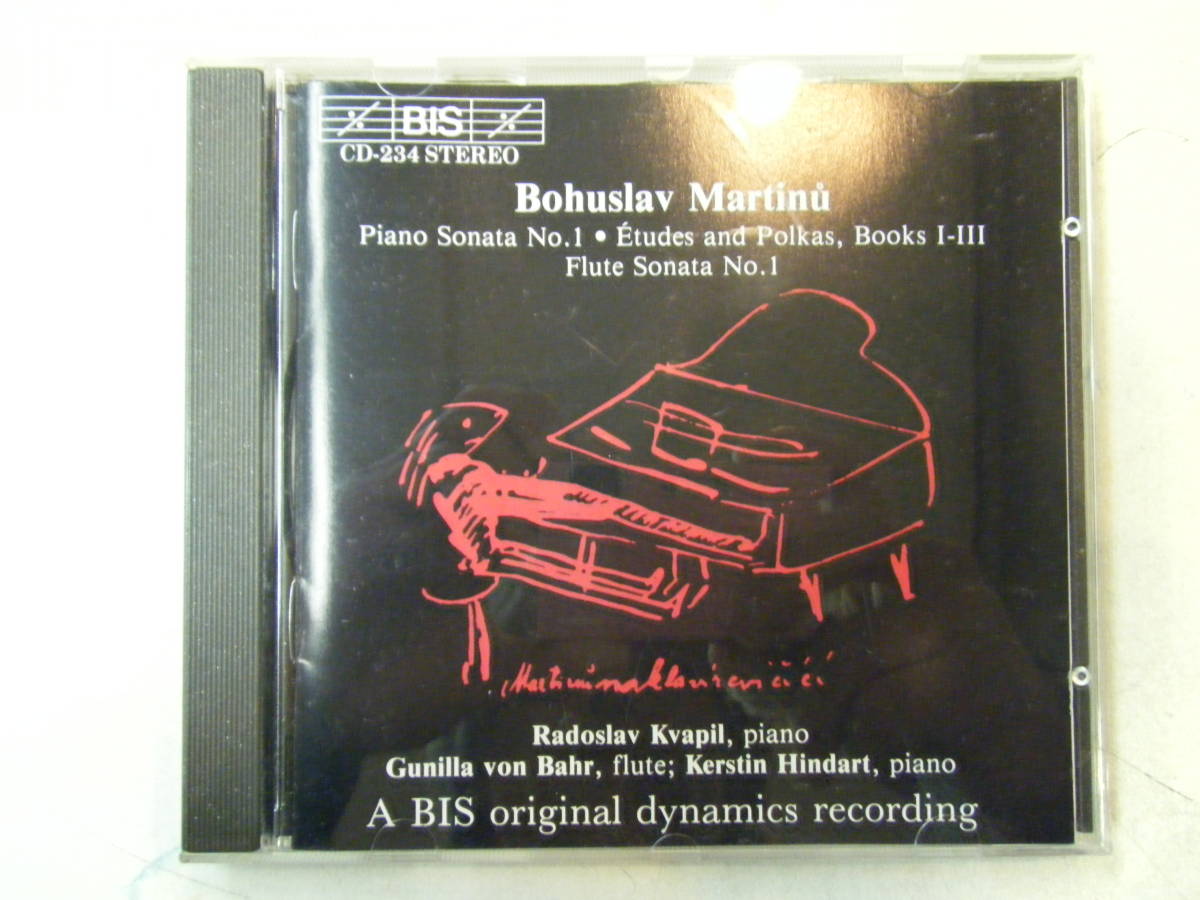 BIS
CD-234 STEREO
Bohuslav Martinů
Piano Sonata No.1 • Études and Polkas, Books I-III
Flute Sonata No.1
Radoslav Kvapil, piano
Gunilla von Bahr, flute; Kerstin Hindart, piano
A BIS original dynamics recording